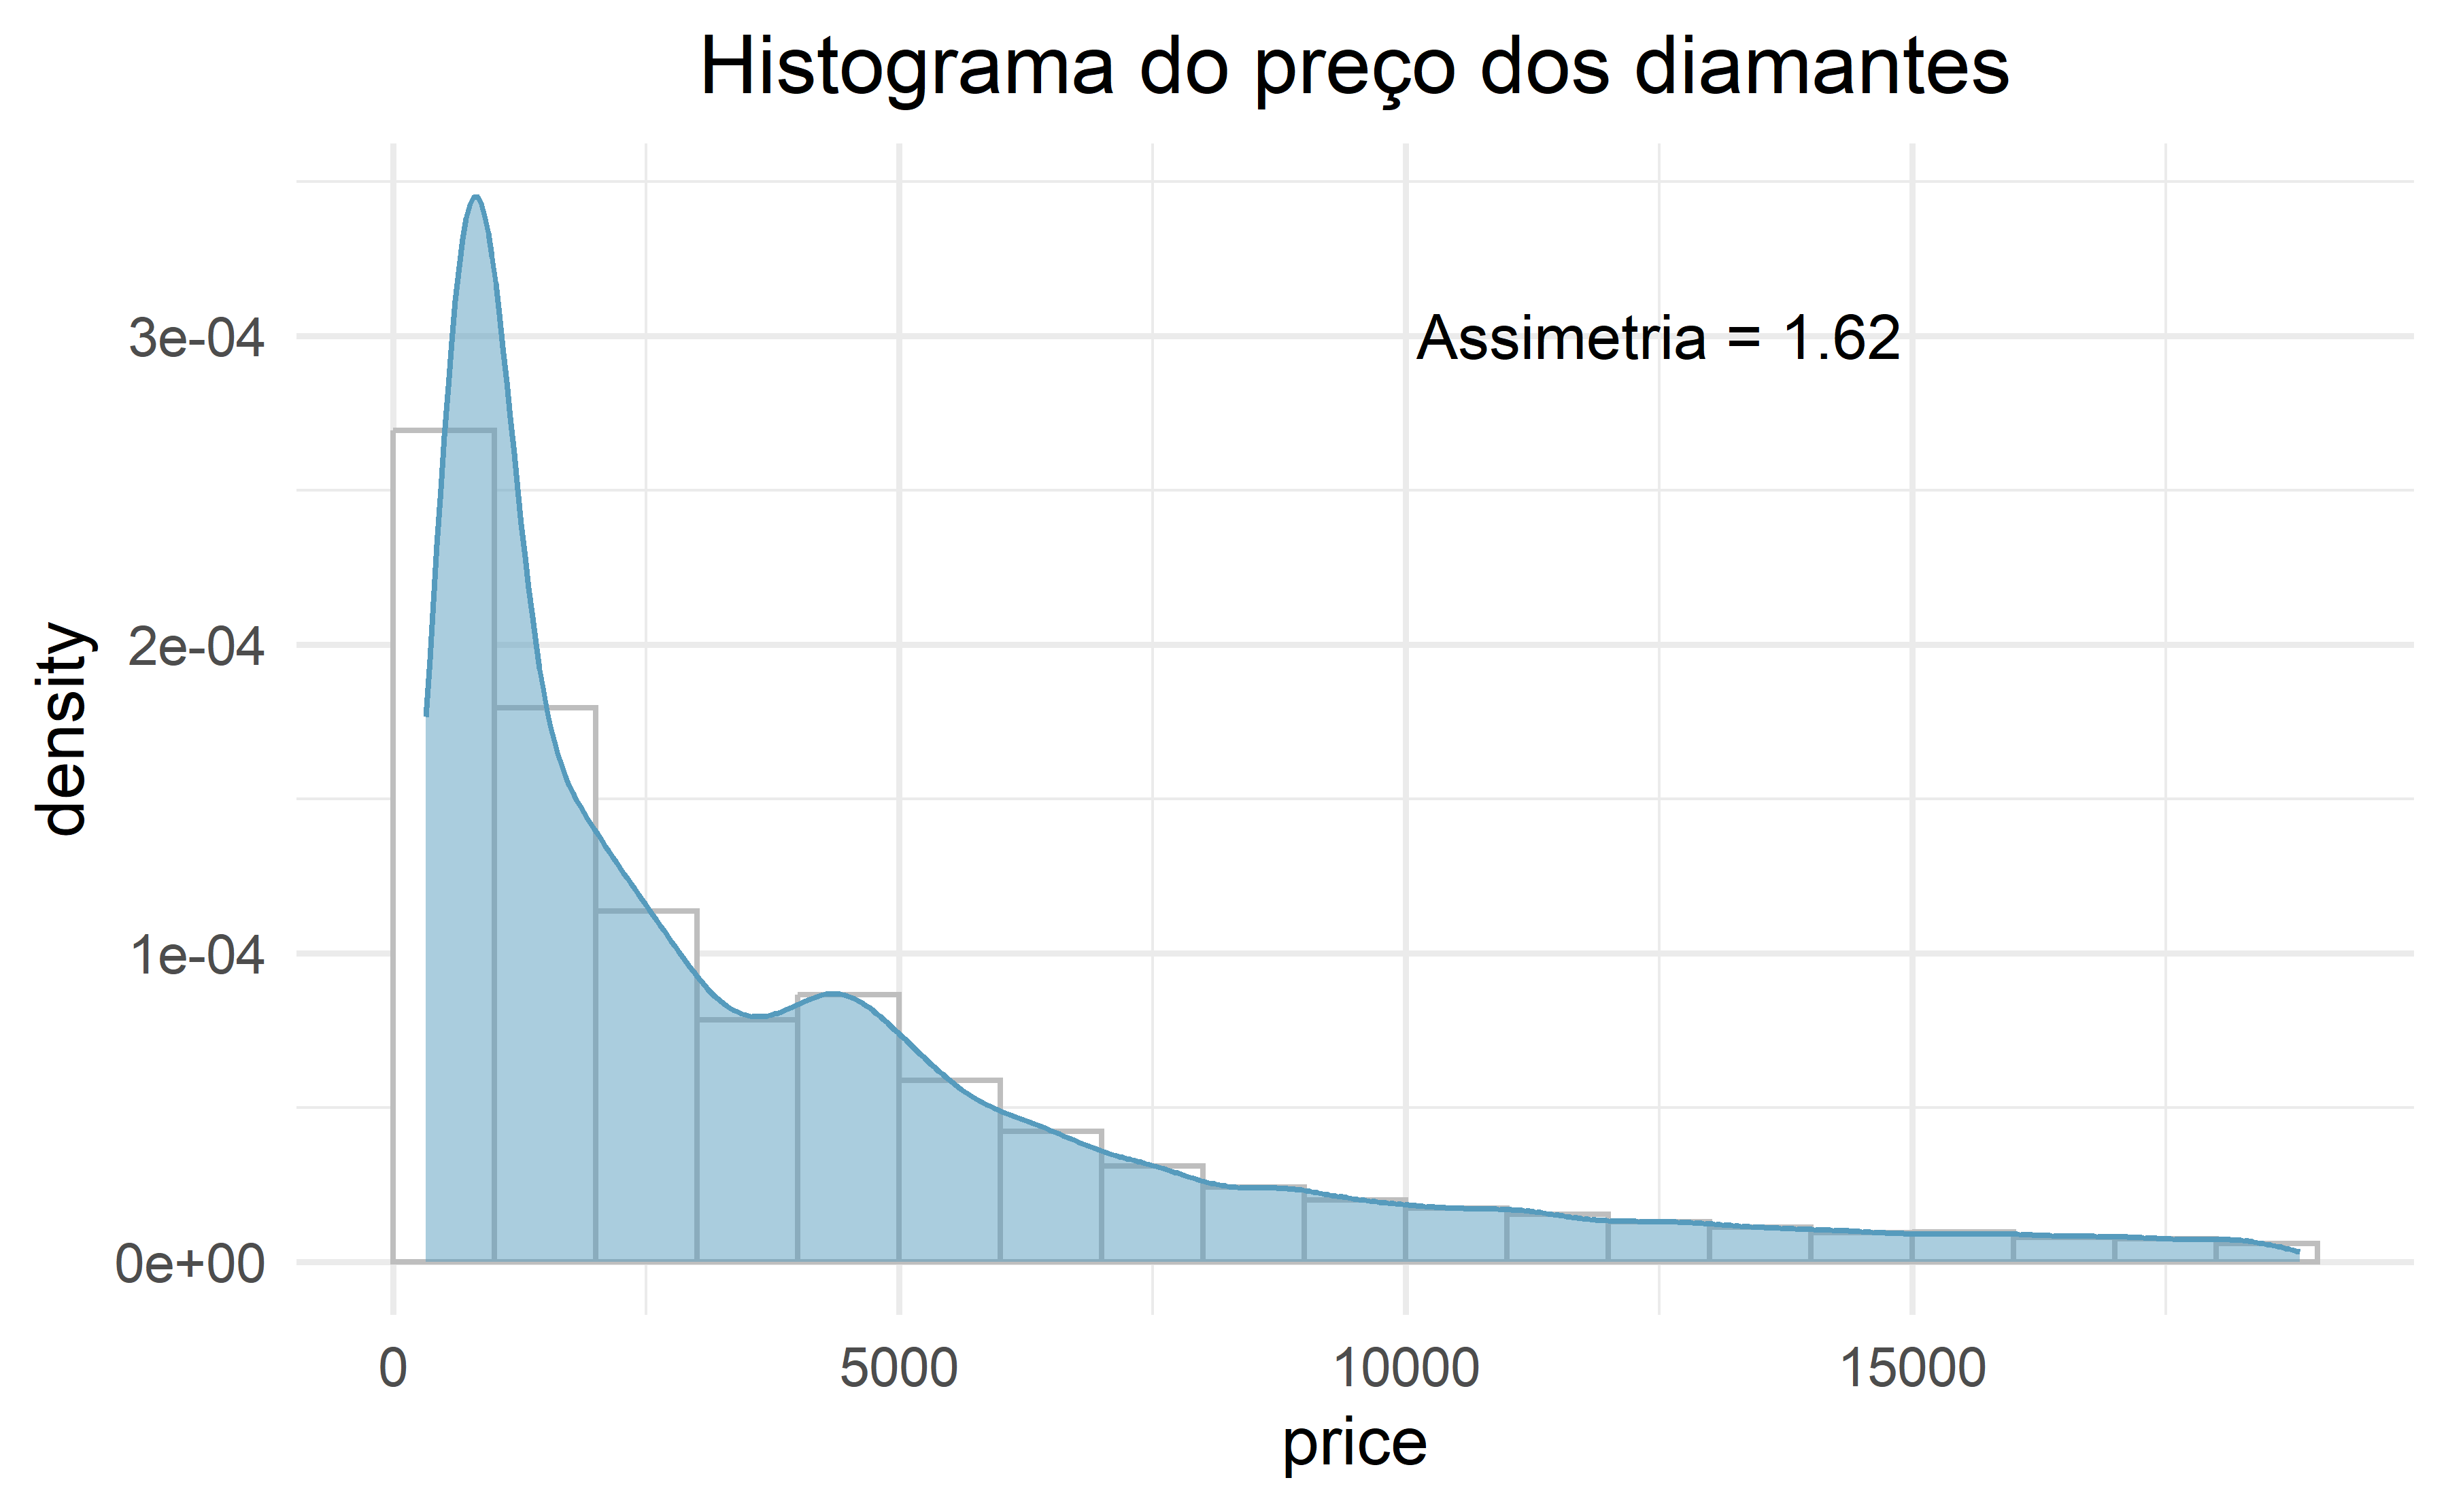 Histograma do preço dos diamantes
Assimetria = 1.62
3e-04
2e-04
1e-04
0e+00
density
0
5000
10000
15000
price